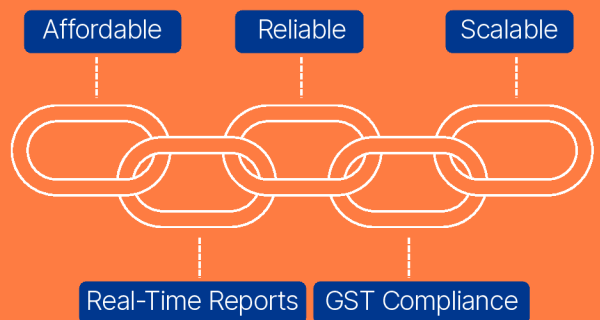 Affordable
Reliable
Scalable
Real-Time Reports
GST Compliance